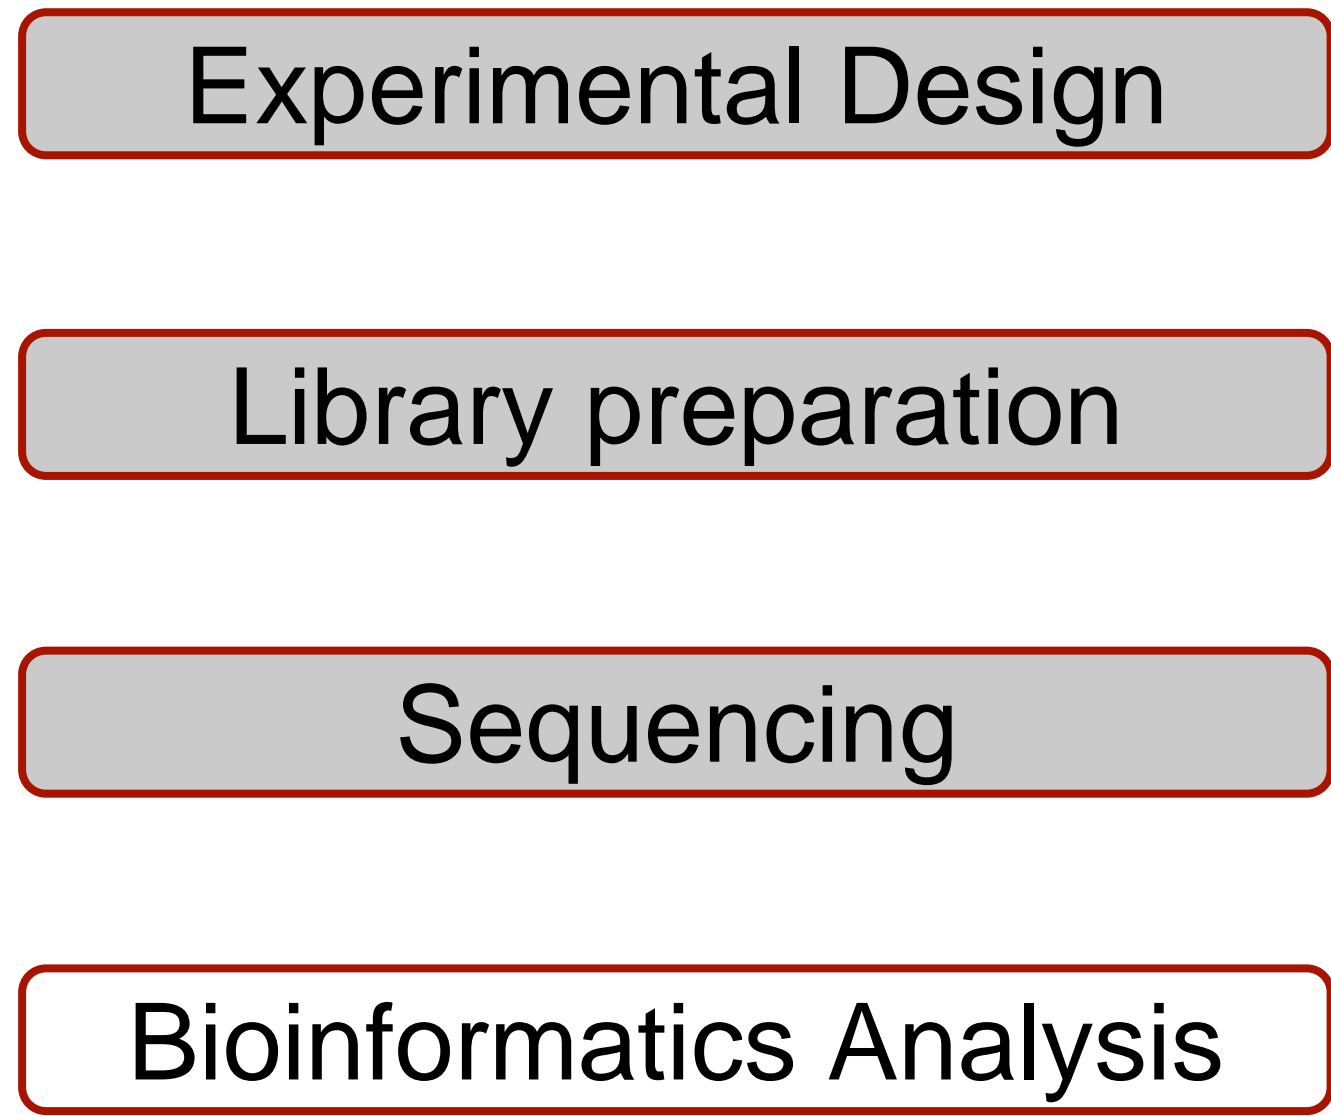 Experimental Design
Library preparation
Sequencing
Bioinformatics Analysis